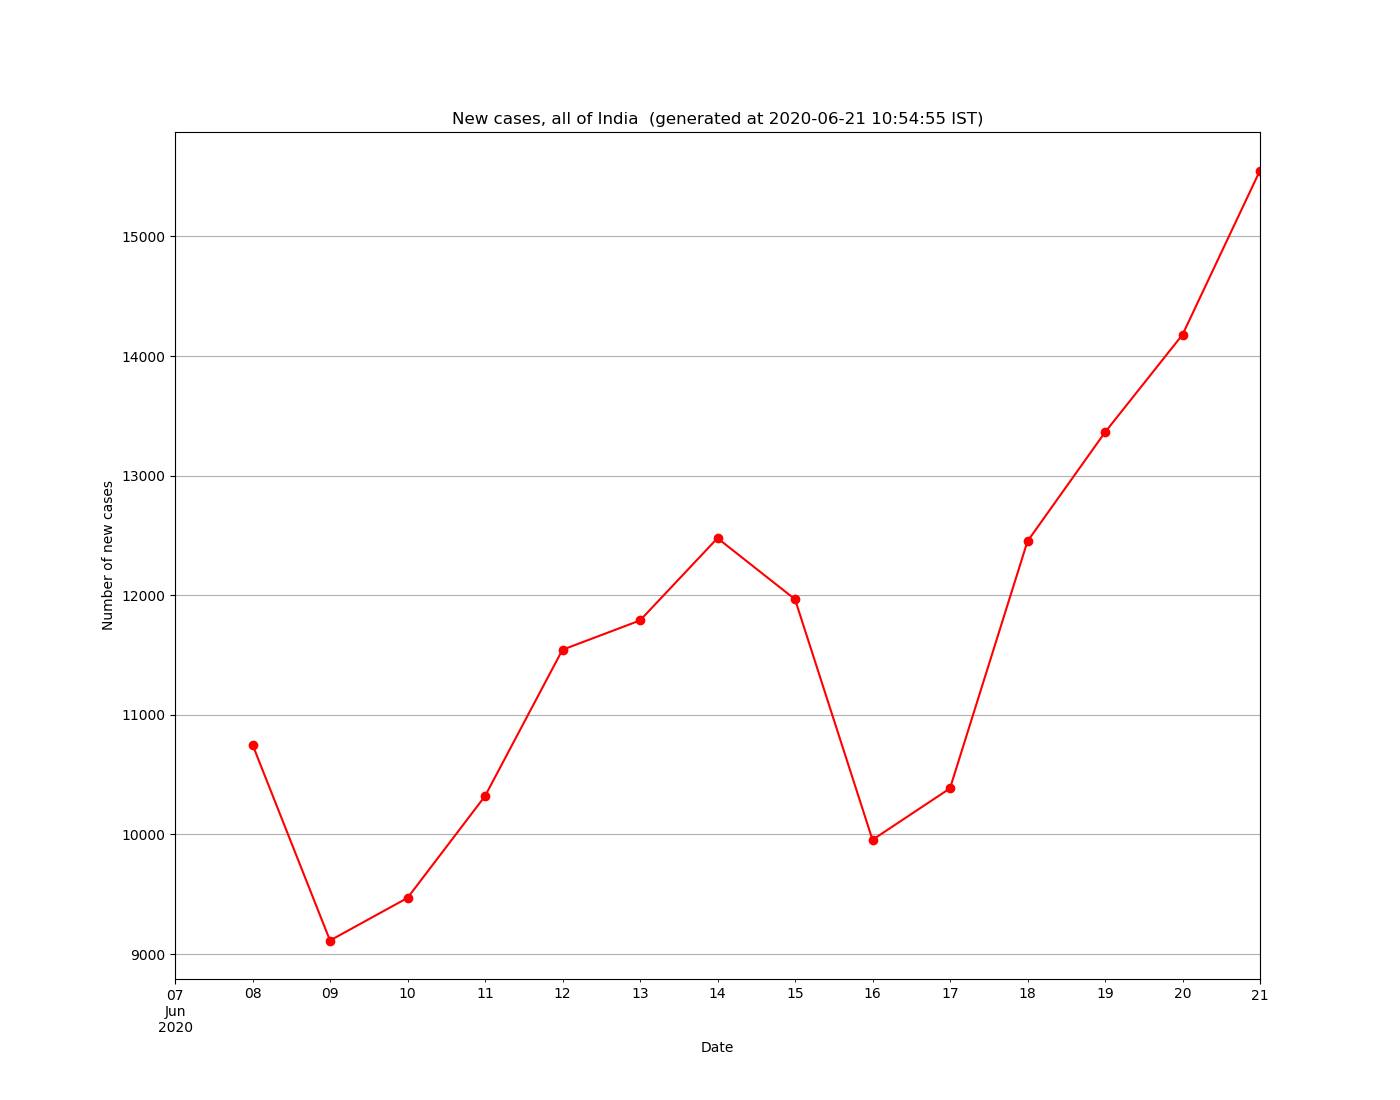 New cases, all of India  (generated at 2020-06-21 10:54:55 IST)
15000
14000
13000
12000
11000
10000
9000
Number of new cases
07 08 09 10 11 12 13 14 15 16 17 18 19 20 21
Jun
2020
Date